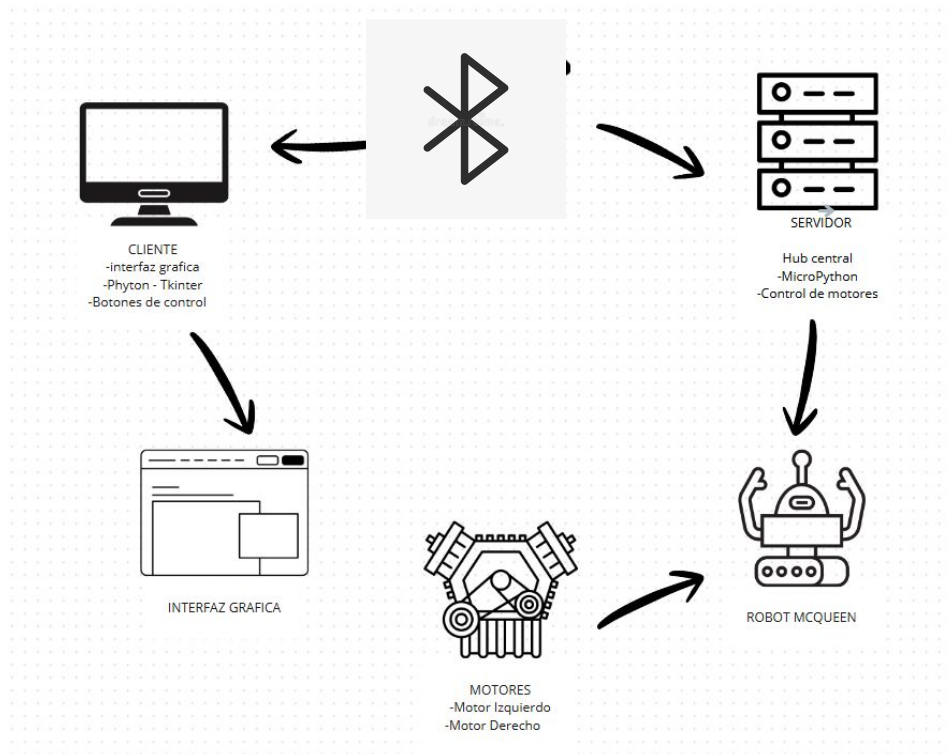 CLIENTE
-interfaz grafica
-Phyton - Tkinter
-Botones de control
SERVIDOR
Hub central
-MicroPython
-Control de motores
INTERFAZ GRAFICA
ROBOT MCQUEEN
MOTORES
-Motor Izquierdo
-Motor Derecho